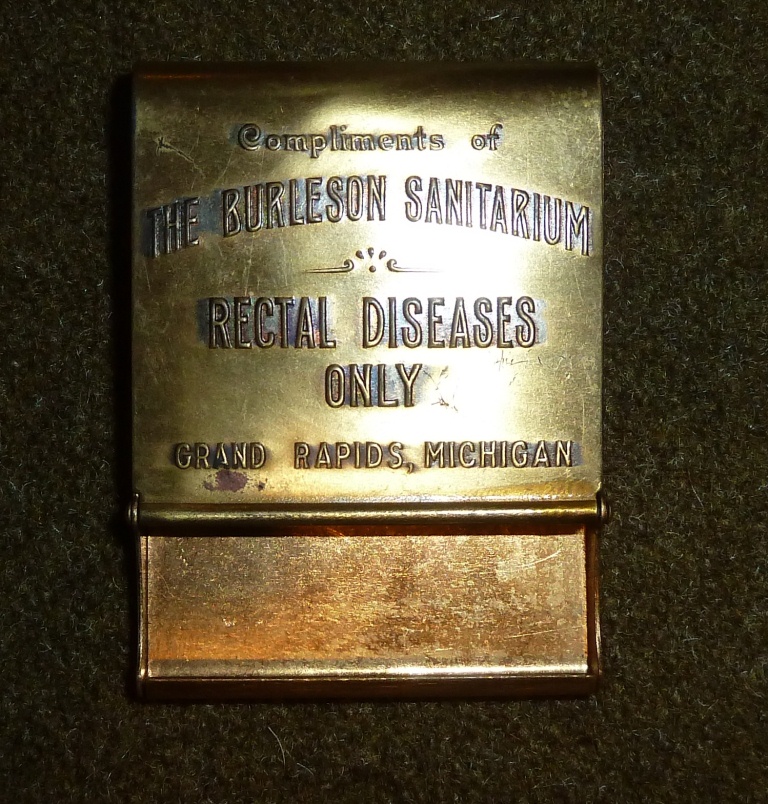 Compliments of
THE BURLESON SANITARIUM
RECTAL DISEASES
ONLY
GRAND RAPIDS, MICHIGAN